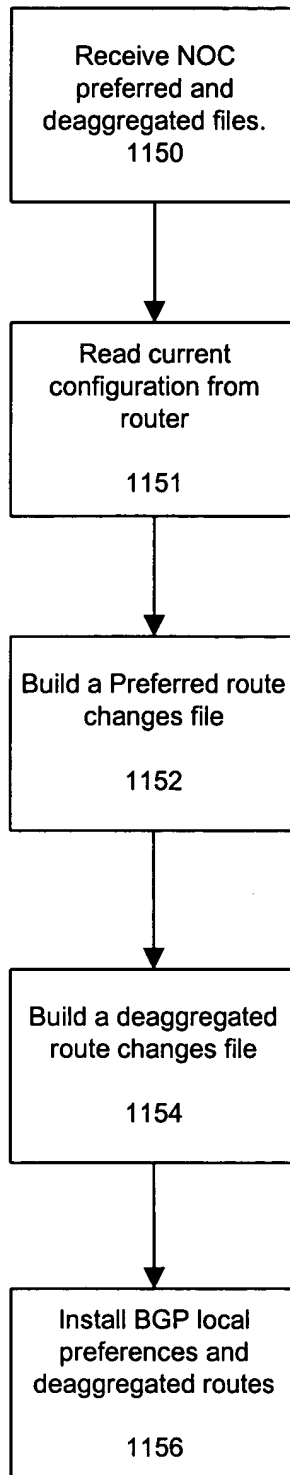 Receive NOC
preferred and
deaggregated files.
1150
Read current
configuration from
router
1151
Build a Preferred route
changes file
1152
Build a deaggregated
route changes file
1154
Install BGP local
preferences and
deaggregated routes
1156